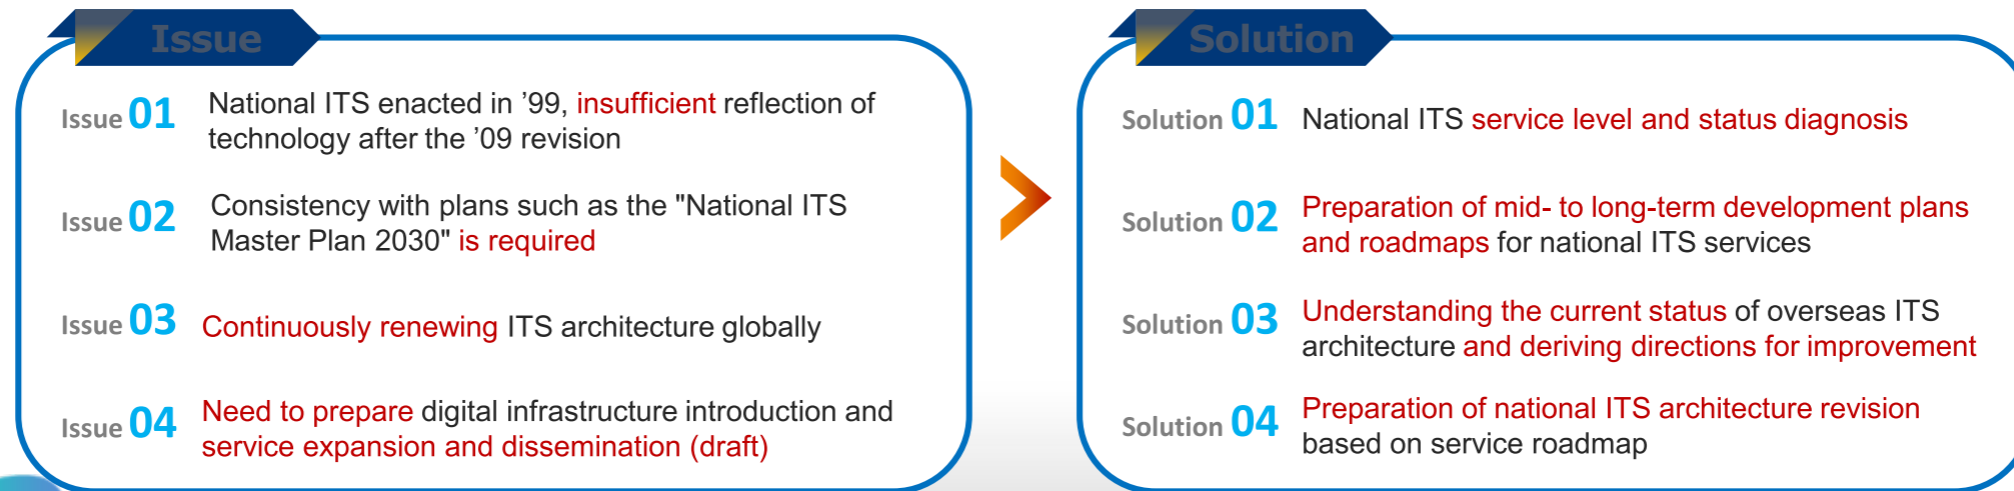 Issue
Issue 01
National ITS enacted in ’99, insufficient reflection of
technology after the ’09 revision
Issue 02
Consistency with plans such as the "National ITS
Master Plan 2030" is required
Issue 03
Continuously renewing ITS architecture globally
Issue 04
Need to prepare digital infrastructure introduction and
service expansion and dissemination (draft)
Solution
Solution 01
National ITS service level and status diagnosis
Solution 02
Preparation of mid- to long-term development plans
and roadmaps for national ITS services
Solution 03
Understanding the current status of overseas ITS
architecture and deriving directions for improvement
Solution 04
Preparation of national ITS architecture revision
based on service roadmap